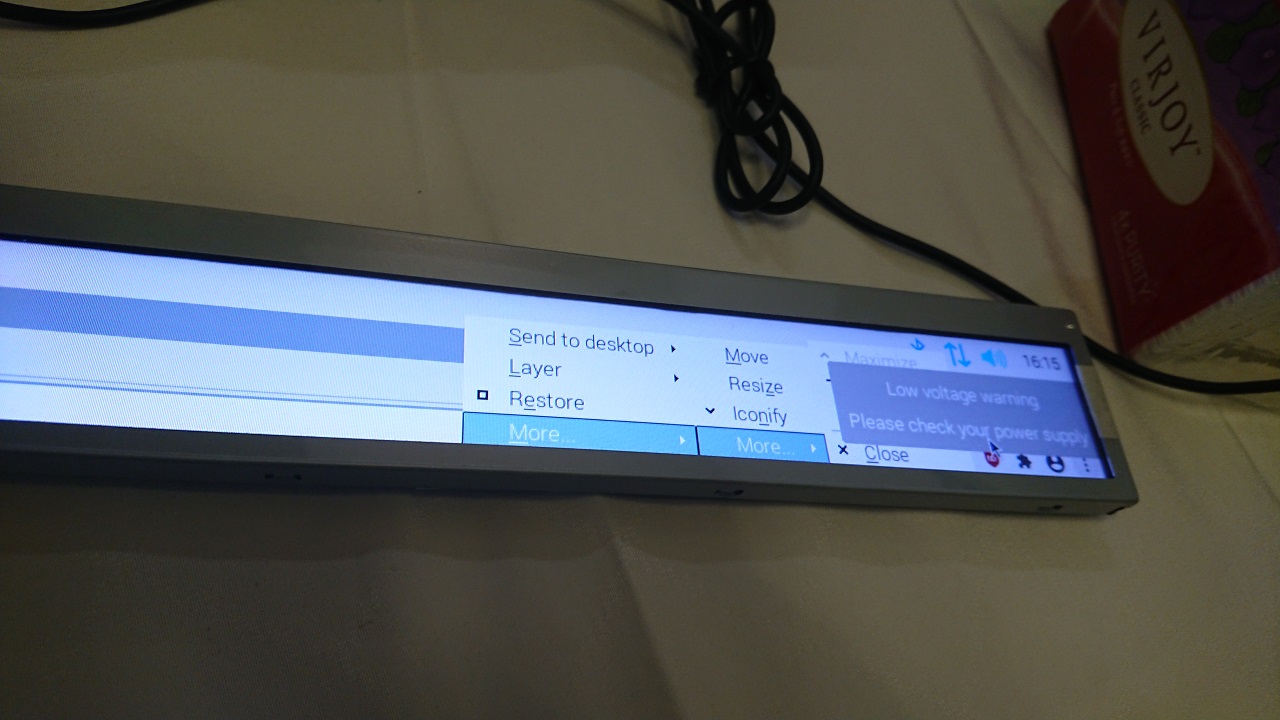 VIRJOY™
CLASSIC
Send to desktop
Layer
Restore
More...
Move
Resize
Iconify
More...
Maximize
16:15
Low voltage warning
Please check your power supply
Close